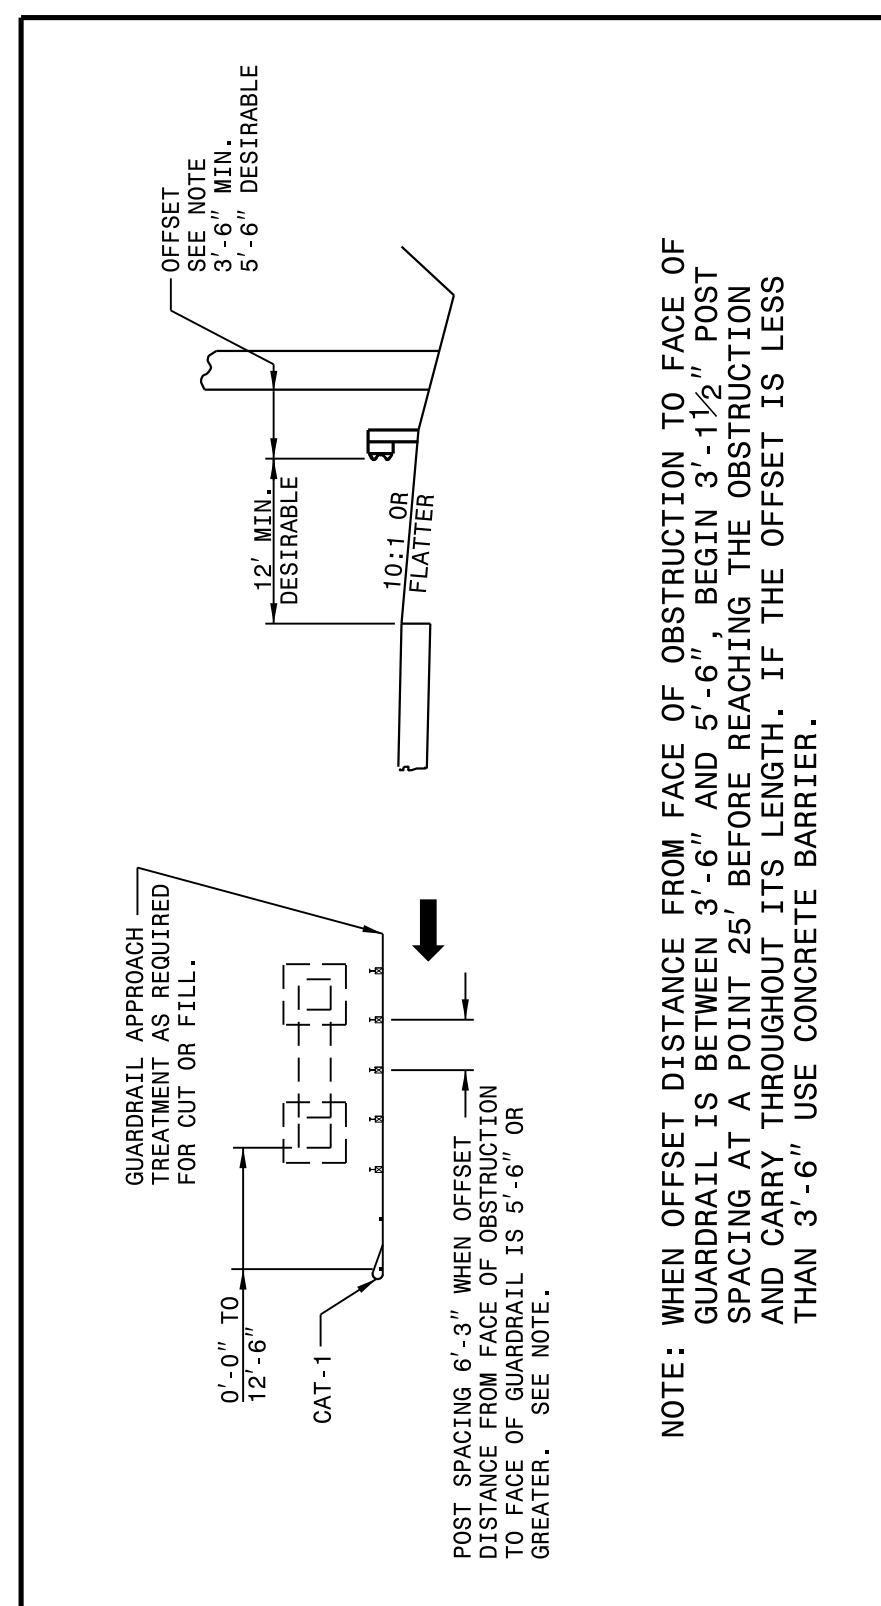 GUARDRAIL APPROACH
TREATMENT AS REQUIRED
FOR CUT OR FILL.
0'-0" TO
12'-6"
CAT-1
POST SPACING 6'-3" WHEN OFFSET
DISTANCE FROM FACE OF OBSTRUCTION
TO FACE OF GUARDRAIL IS 5'-6" OR
GREATER. SEE NOTE.
OFFSET
SEE NOTE
3'-6" MIN.
5'-6" DESIRABLE
12' MIN.
DESIRABLE
10:1 OR
FLATTER
NOTE: WHEN OFFSET DISTANCE FROM FACE OF OBSTRUCTION TO FACE OF
GUARDRAIL IS BETWEEN 3'-6" AND 5'-6", BEGIN 3'-1½" POST
SPACING AT A POINT 25' BEFORE REACHING THE OBSTRUCTION
AND CARRY THROUGHOUT ITS LENGTH. IF THE OFFSET IS LESS
THAN 3'-6" USE CONCRETE BARRIER.